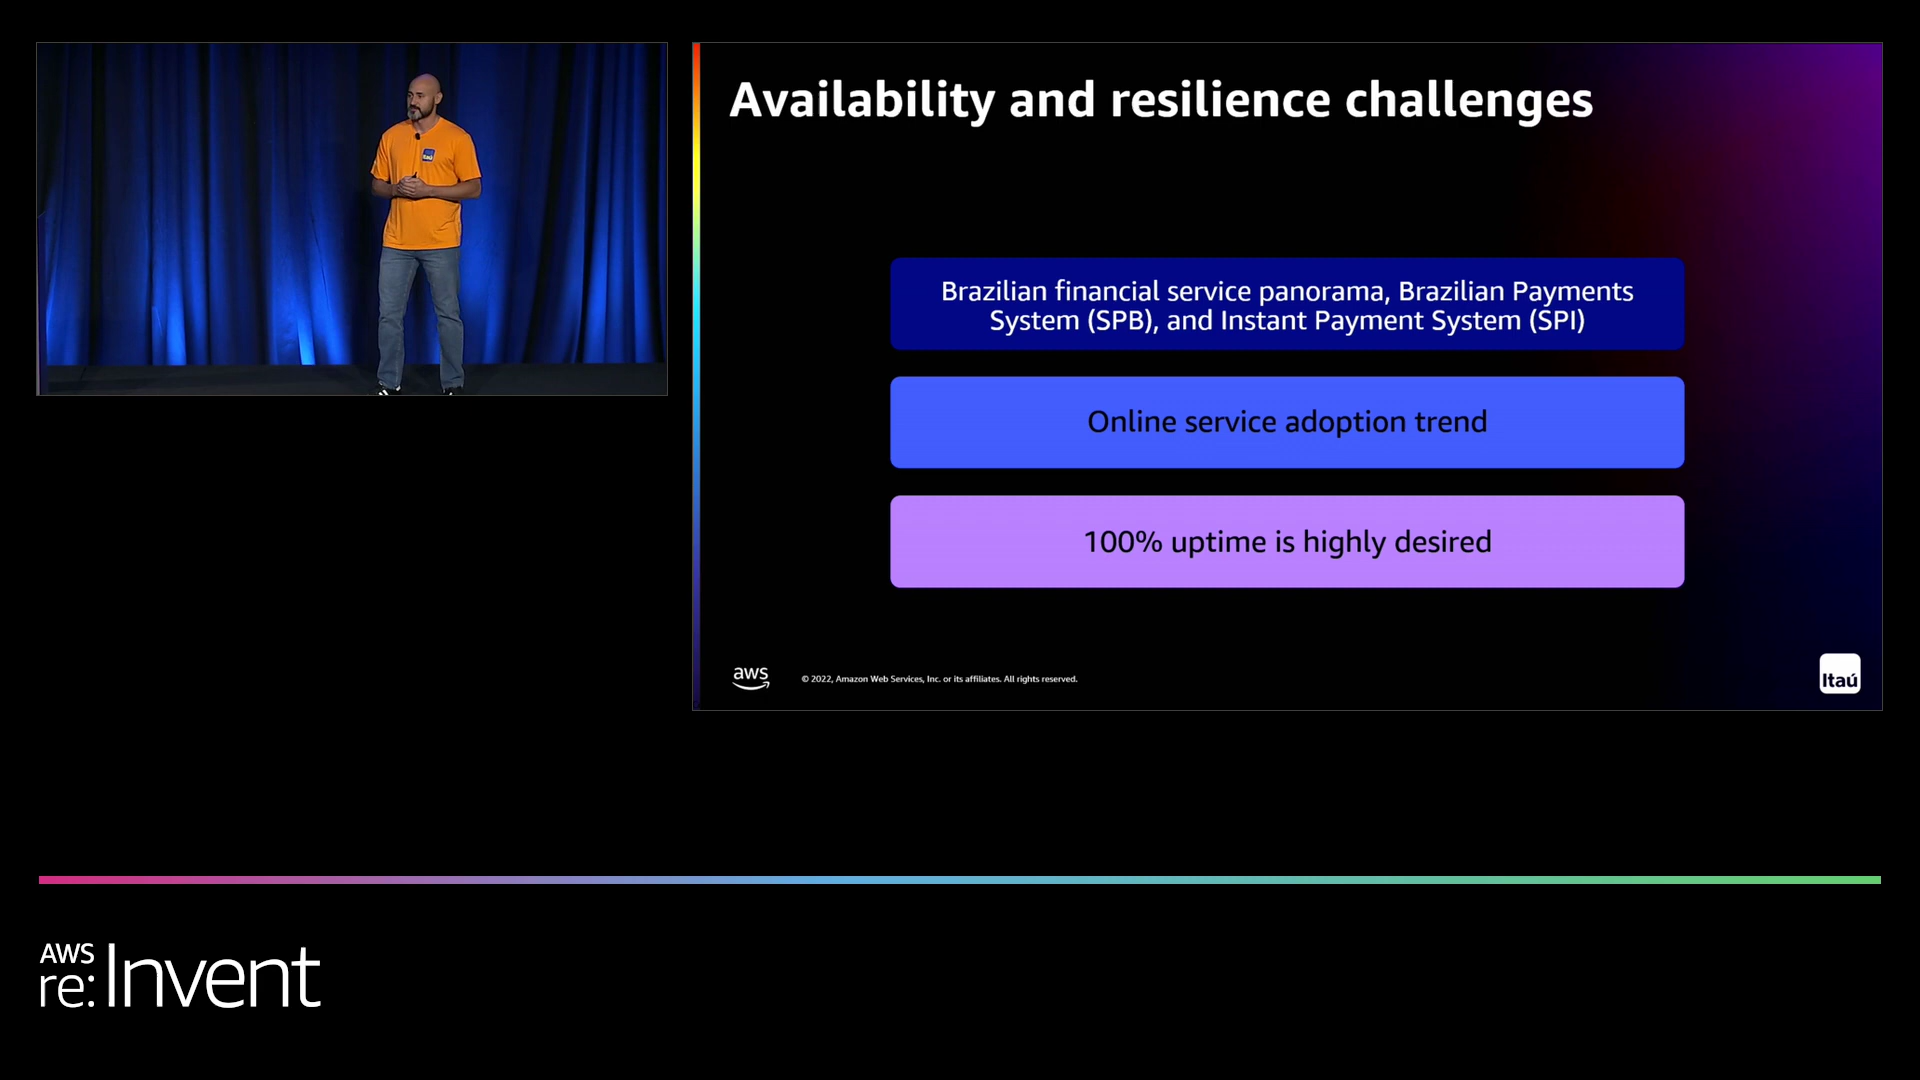 Itaú
Availability and resilience challenges
Brazilian financial service panorama, Brazilian Payments
System (SPB), and Instant Payment System (SPI)
Online service adoption trend
100% uptime is highly desired
aws
© 2022, Amazon Web Services, Inc. or its affiliates. All rights reserved.
Itaú
AWS
re:Invent